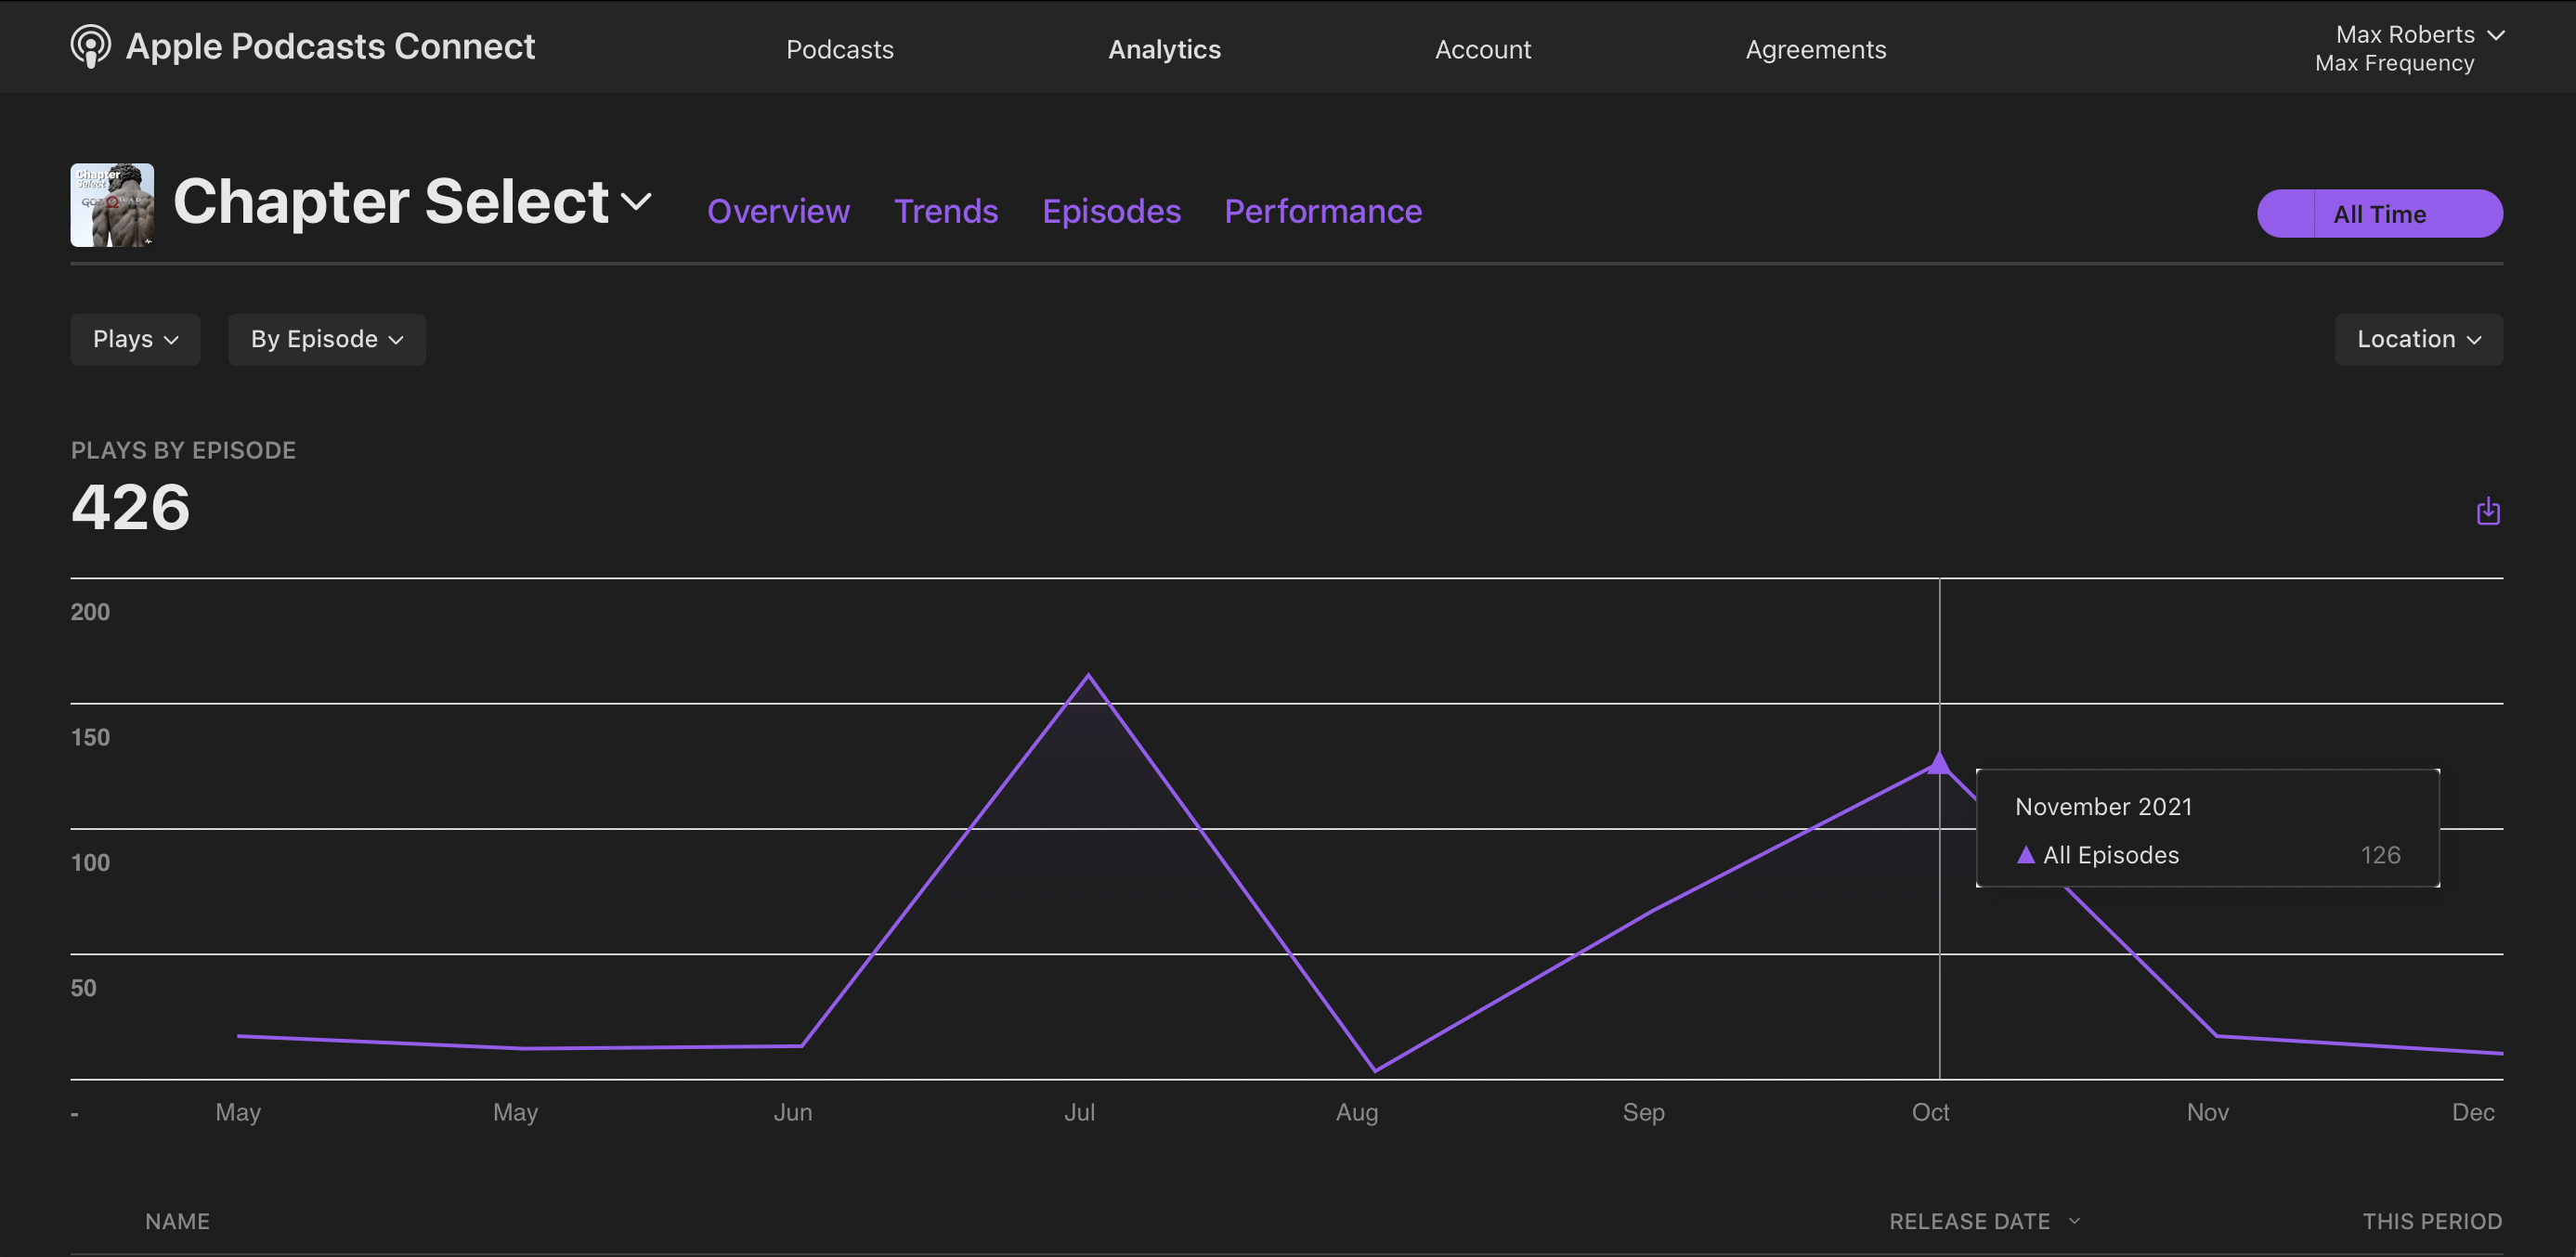 Apple Podcasts Connect
Podcasts
Analytics
Account
Agreements
Max Roberts
Max Frequency
Chapter
Select
Chapter Select
Overview
Trends
Episodes
Performance
All Time
Plays
By Episode
Location
PLAYS BY EPISODE
426
200
150
100
50
-
November 2021
All Episodes 126
May May Jun Jul Aug Sep Oct Nov Dec
NAME RELEASE DATE THIS PERIOD